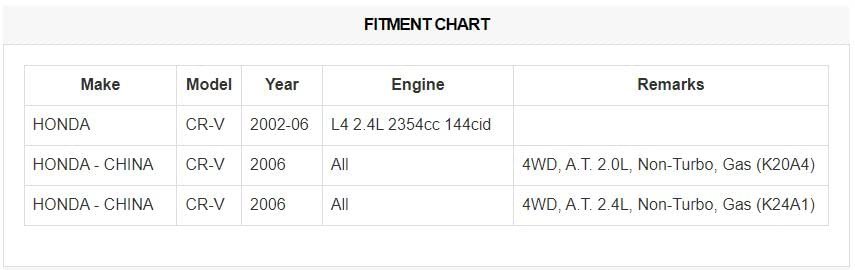 FITMENT CHART
Make Model Year Engine Remarks
HONDA CR-V 2002-06 L4 2.4L 2354cc 144cid
HONDA - CHINA CR-V 2006 All 4WD, A.T. 2.0L, Non-Turbo, Gas (K20A4)
HONDA - CHINA CR-V 2006 All 4WD, A.T. 2.4L, Non-Turbo, Gas (K24A1)